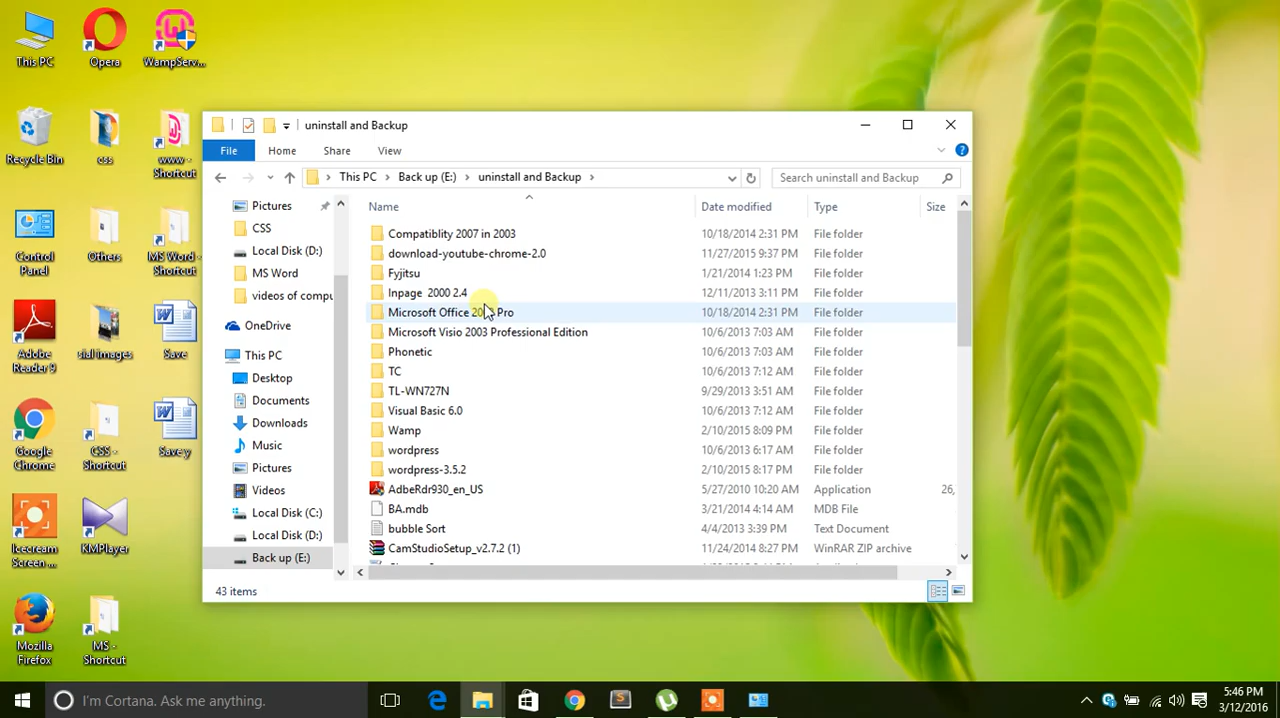 This PC
Opera
WampServ...
Recycle Bin
css
www -
Shortcut
Control
Panel
Others
MS Word -
Shortcut
Adobe
Reader 9
sial images
Save
Google
Chrome
CSS -
Shortcut
Save y
Icecream
Screen ...
KMPlayer
Mozilla
Firefox
MS -
Shortcut
uninstall and Backup
File
Home
Share
View
This PC
Back up (E:)
uninstall and Backup
Search uninstall and Backup
Pictures
CSS
Local Disk (D:)
MS Word
videos of compu
OneDrive
This PC
Desktop
Documents
Downloads
Music
Pictures
Videos
Local Disk (C:)
Local Disk (D:)
Back up (E:)
Name Date modified Type Size
Compatiblity 2007 in 2003 10/18/2014 2:31 PM File folder
download-youtube-chrome-2.0 11/27/2015 9:37 PM File folder
Fyjitsu 1/21/2014 1:23 PM File folder
Inpage 2000 2.4 12/11/2013 3:11 PM File folder
Microsoft Office Pro 10/18/2014 2:31 PM File folder
Microsoft Visio 2003 Professional Edition 10/6/2013 7:03 AM File folder
Phonetic 10/6/2013 7:03 AM File folder
TC 10/6/2013 7:12 AM File folder
TL-WN727N 9/29/2013 3:51 AM File folder
Visual Basic 6.0 10/6/2013 7:12 AM File folder
Wamp 2/10/2015 8:09 PM File folder
wordpress 10/6/2013 6:17 AM File folder
wordpress-3.5.2 2/10/2015 8:17 PM File folder
AdbeRdr930_en_US 5/27/2010 10:20 AM Application 26,
BA.mdb 3/21/2014 4:14 AM MDB File
bubble Sort 4/4/2013 3:39 PM Text Document
CamStudioSetup_v2.7.2 (1) 11/24/2014 8:27 PM WinRAR ZIP archive
43 items
I'm Cortana. Ask me anything.
5:46 PM
3/12/2016